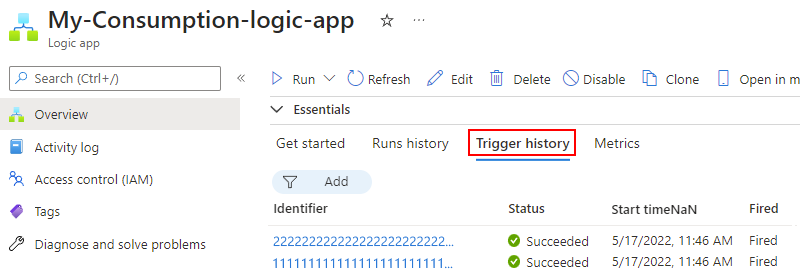 My-Consumption-logic-app ☆ ···
Logic app
Search (Ctrl+/) «
Run Refresh Edit Delete Disable Clone Open in m
Overview
Essentials
Activity log
Get started Runs history Trigger history Metrics
Access control (IAM)
Add
Tags
Identifier Status Start timeNaN Fired
Diagnose and solve problems
222222222222222222222222... Succeeded 5/17/2022, 11:46 AM Fired
111111111111111111111111... Succeeded 5/17/2022, 11:46 AM Fired